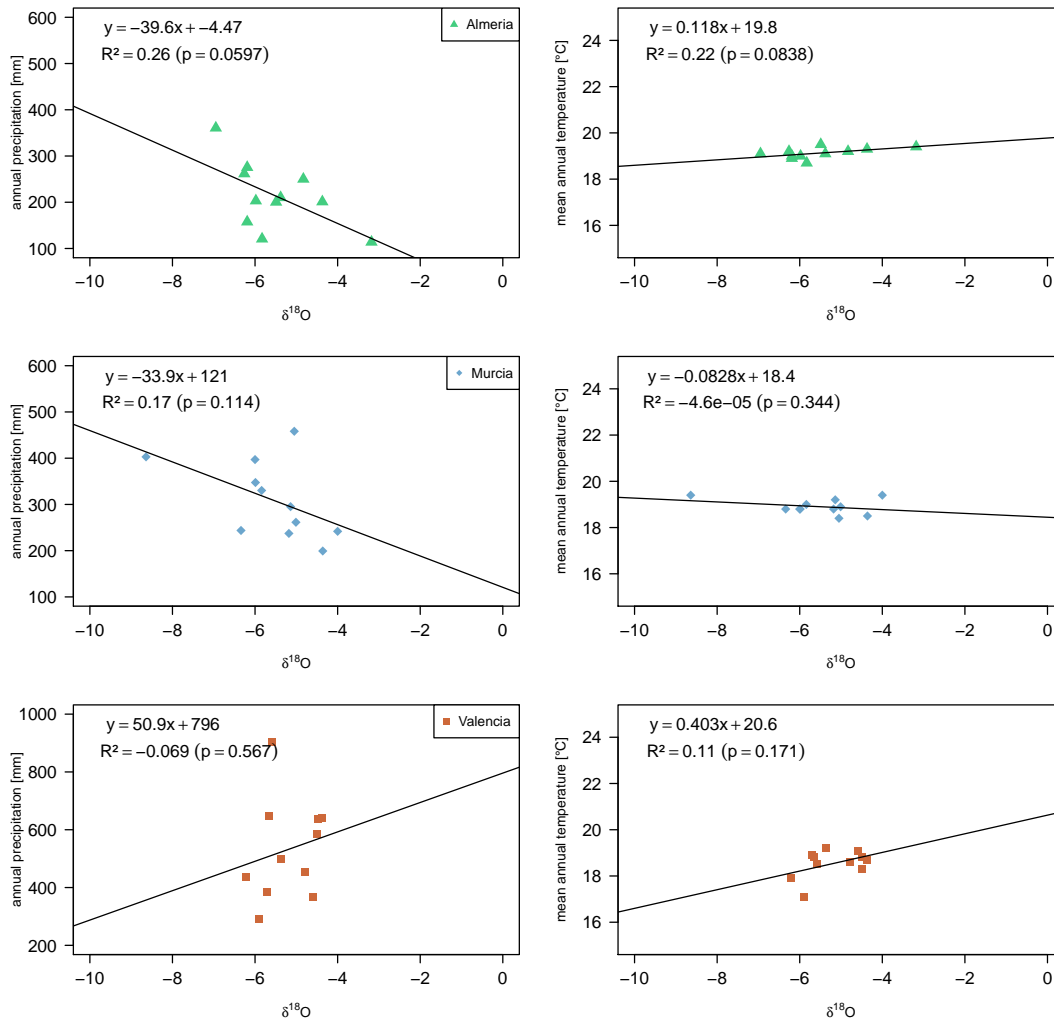 y = −39.6x + −4.47
R² = 0.26 (p = 0.0597)
Almeria
annual precipitation [mm]
600
500
400
300
200
100
−10 −8 −6 −4 −2 0
δ¹⁸O
y = 0.118x + 19.8
R² = 0.22 (p = 0.0838)
mean annual temperature [°C]
24
22
20
18
16
−10 −8 −6 −4 −2 0
δ¹⁸O
y = −33.9x + 121
R² = 0.17 (p = 0.114)
Murcia
annual precipitation [mm]
600
500
400
300
200
100
−10 −8 −6 −4 −2 0
δ¹⁸O
y = −0.0828x + 18.4
R² = −4.6e−05 (p = 0.344)
mean annual temperature [°C]
24
22
20
18
16
−10 −8 −6 −4 −2 0
δ¹⁸O
y = 50.9x + 796
R² = −0.069 (p = 0.567)
Valencia
annual precipitation [mm]
1000
800
600
400
200
−10 −8 −6 −4 −2 0
δ¹⁸O
y = 0.403x + 20.6
R² = 0.11 (p = 0.171)
mean annual temperature [°C]
24
22
20
18
16
−10 −8 −6 −4 −2 0
δ¹⁸O